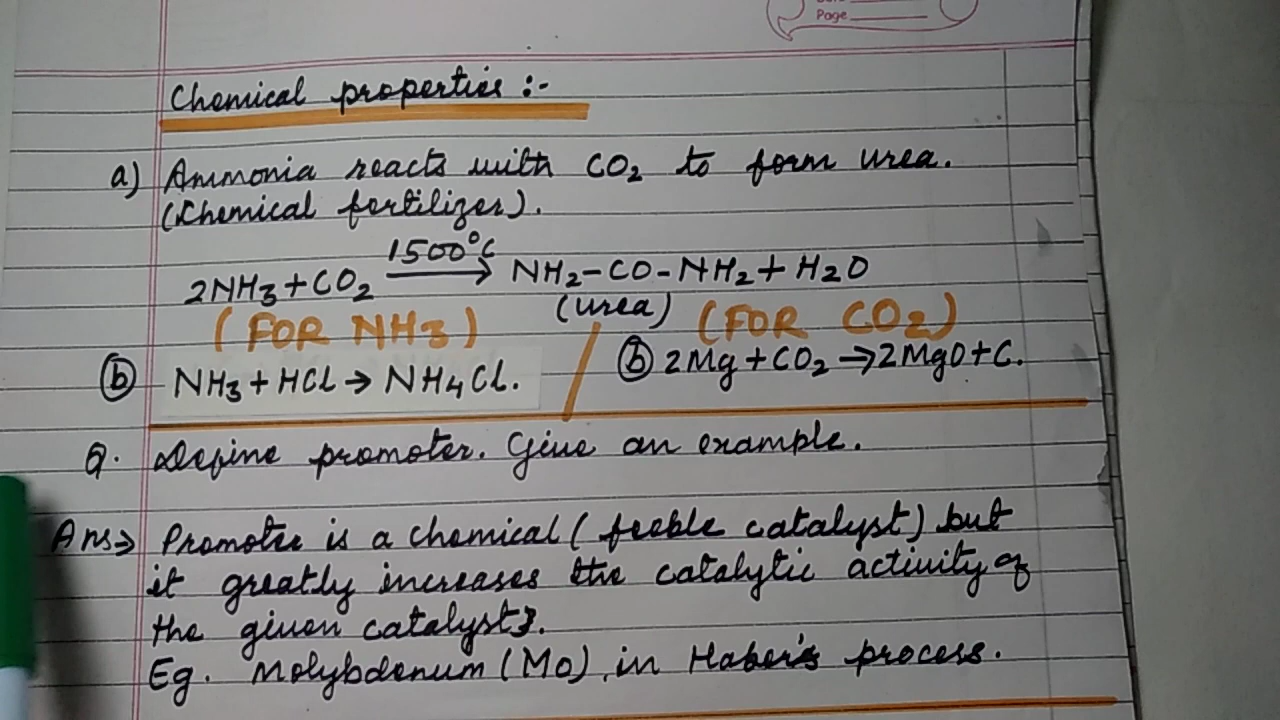 Page
Chemical properties :-
a) Ammonia reacts with CO₂ to form urea.
(Chemical fertilizer).
2NH₃+CO₂ —1500°C→ NH₂-CO-NH₂+H₂O
(FOR NH₃) (urea) (FOR CO₂)
ⓑ NH₃+HCl→NH₄Cl. / ⓑ 2Mg+CO₂→2MgO+C.
Q. Define promoter. Give an example.
Ans→ Promoter is a chemical (feeble catalyst) but
it greatly increases the catalytic activity of
the given catalyst.
Eg. Molybdenum (Mo), in Haber's process.